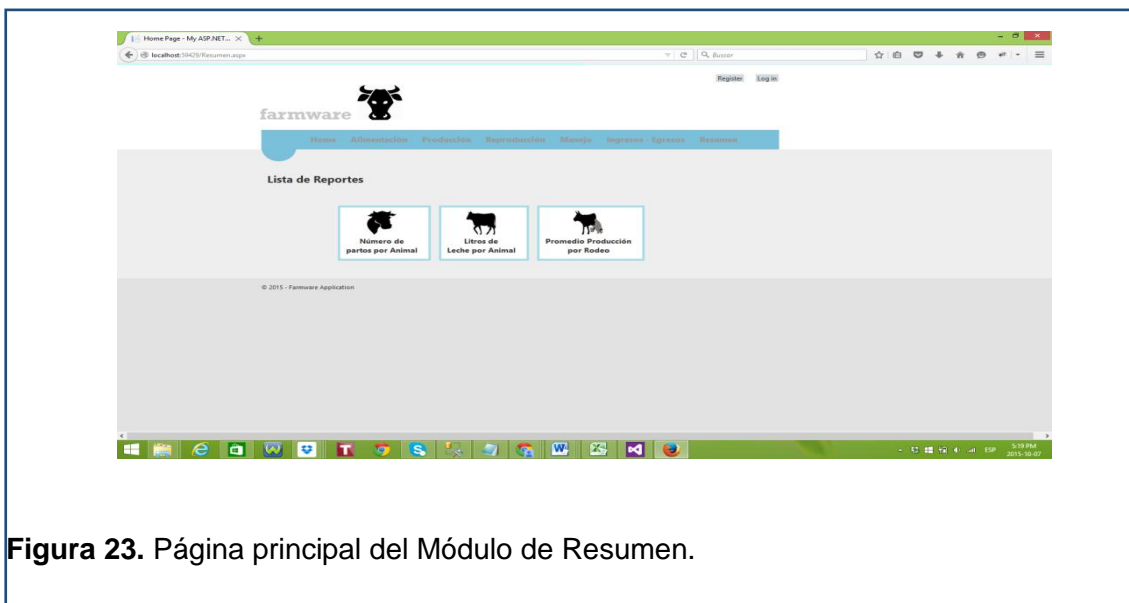 Home Page - My ASP.NET...
localhost:59429/Resumen.aspx
Buscar
Register Log in
farmware
Home Alimentación Producción Reproducción Manejo Ingresos - Egresos Resumen
Lista de Reportes
Número de
partos por Animal
Litros de
Leche por Animal
Promedio Producción
por Rodeo
© 2015 - Farmware Application
ESP
5:19 PM
2015-10-07
Figura 23. Página principal del Módulo de Resumen.